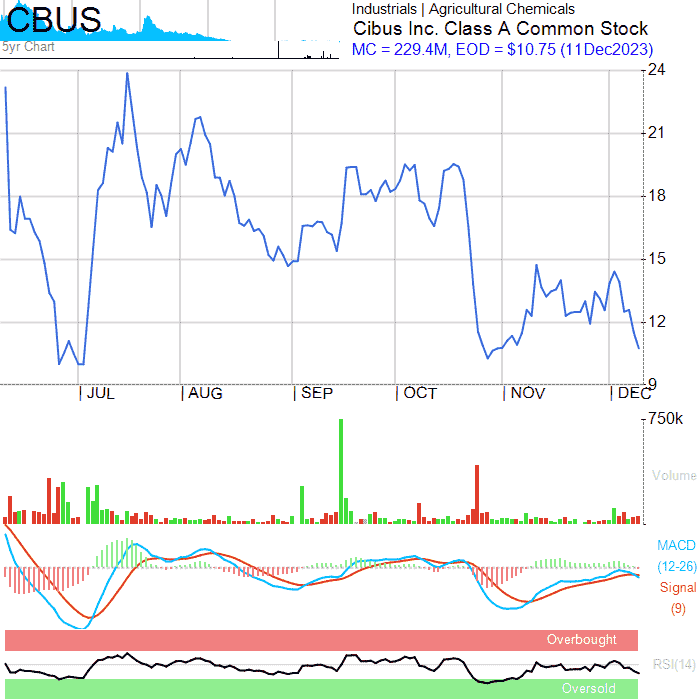 CBUS
5yr Chart
Industrials | Agricultural Chemicals
Cibus Inc. Class A Common Stock
MC = 229.4M, EOD = $10.75 (11Dec2023)
24
21
18
15
12
9
JUL AUG SEP OCT NOV DEC
750k
Volume
MACD
(12-26)
Signal
(9)
Overbought
RSI(14)
Oversold